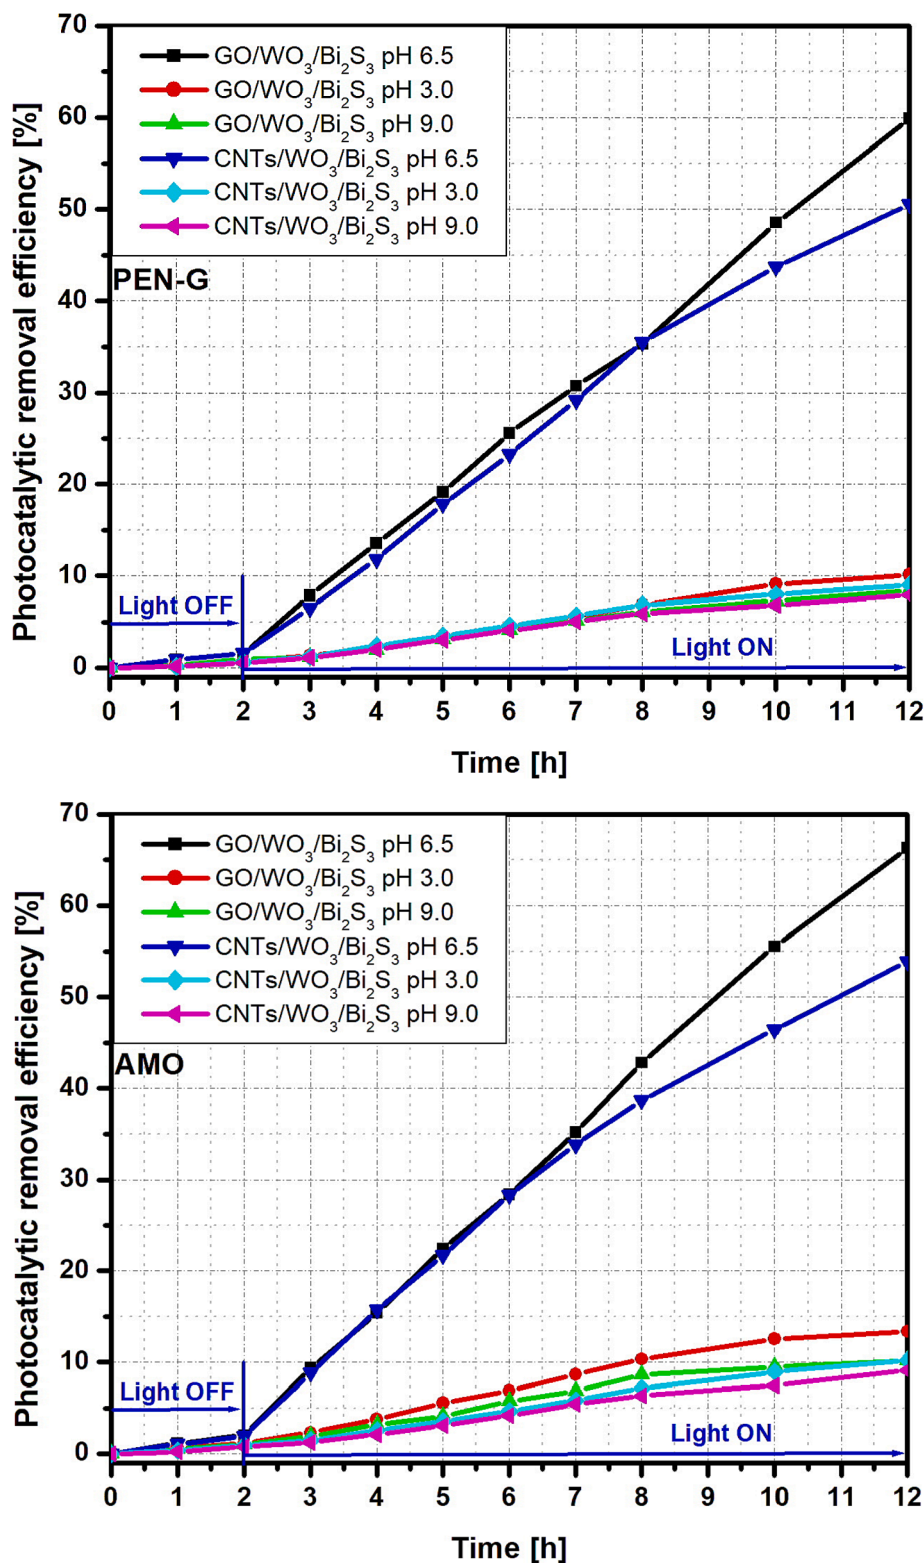 Photocatalytic removal efficiency [%]
70
60
50
40
30
20
10
0
GO/WO₃/Bi₂S₃ pH 6.5
GO/WO₃/Bi₂S₃ pH 3.0
GO/WO₃/Bi₂S₃ pH 9.0
CNTs/WO₃/Bi₂S₃ pH 6.5
CNTs/WO₃/Bi₂S₃ pH 3.0
CNTs/WO₃/Bi₂S₃ pH 9.0
PEN-G
Light OFF
Light ON
0 1 2 3 4 5 6 7 8 9 10 11 12
Time [h]
Photocatalytic removal efficiency [%]
70
60
50
40
30
20
10
0
GO/WO₃/Bi₂S₃ pH 6.5
GO/WO₃/Bi₂S₃ pH 3.0
GO/WO₃/Bi₂S₃ pH 9.0
CNTs/WO₃/Bi₂S₃ pH 6.5
CNTs/WO₃/Bi₂S₃ pH 3.0
CNTs/WO₃/Bi₂S₃ pH 9.0
AMO
Light OFF
Light ON
0 1 2 3 4 5 6 7 8 9 10 11 12
Time [h]